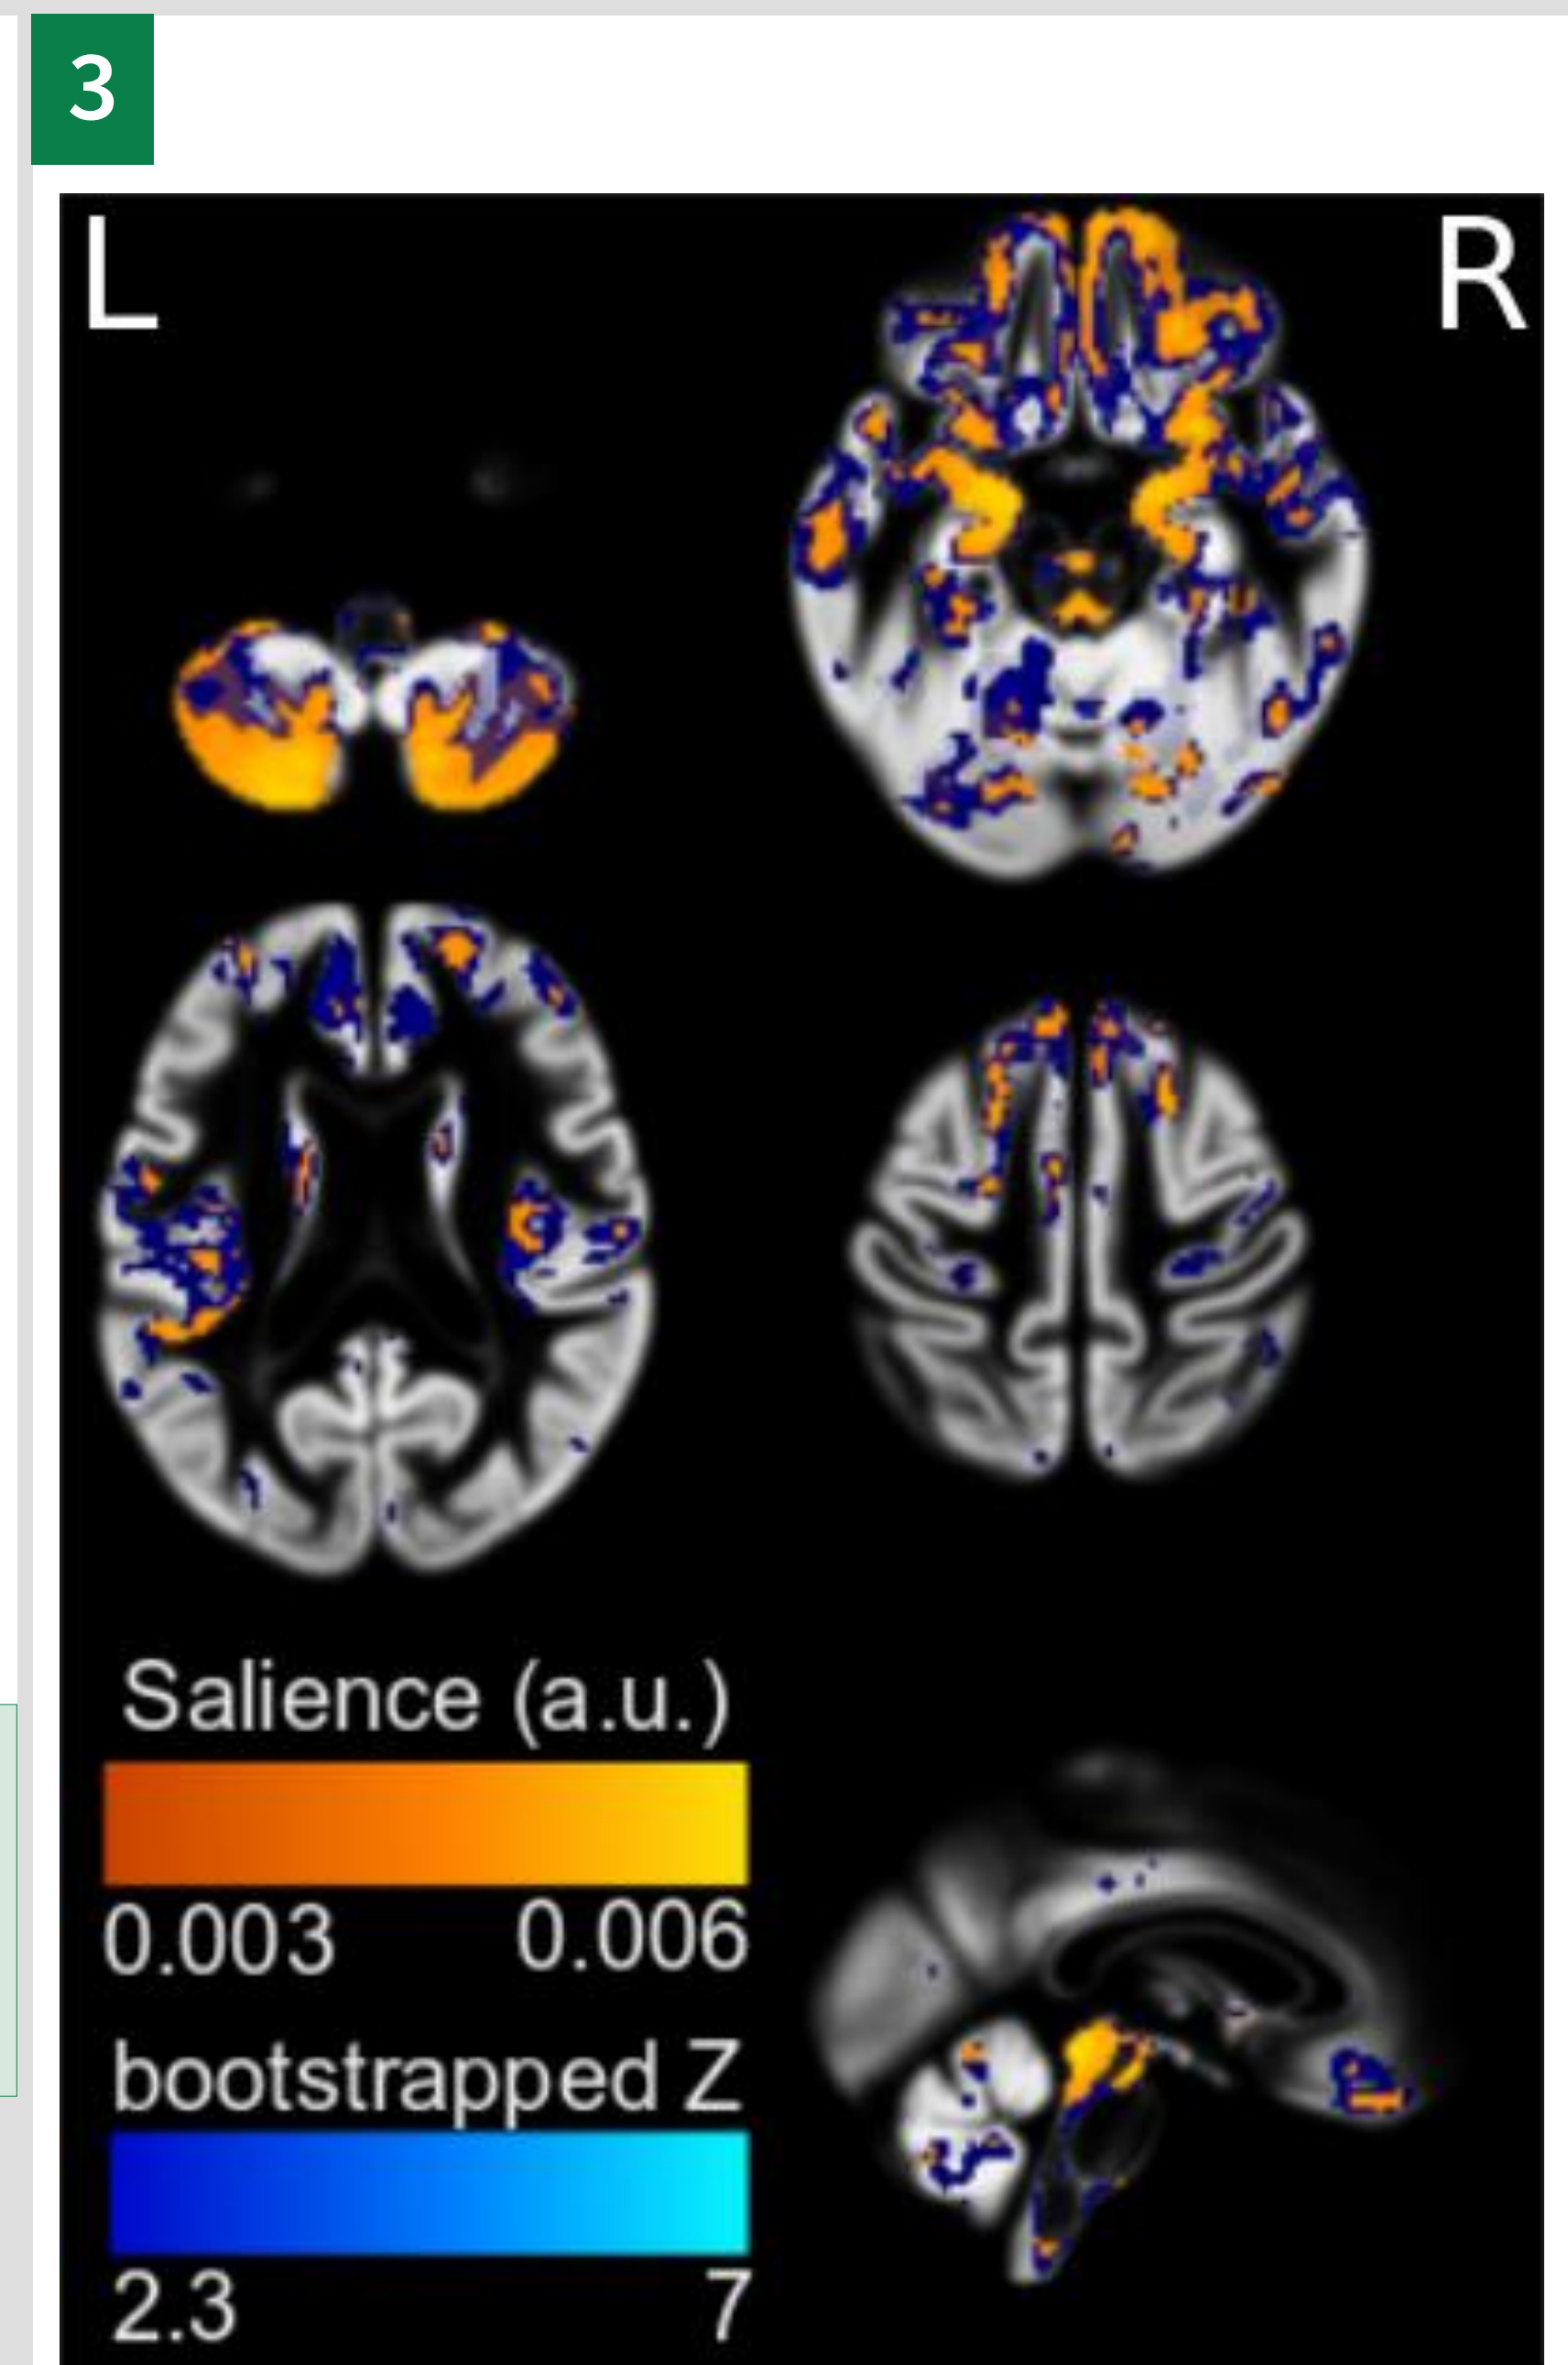 3
L R
Salience (a.u.)
0.003 0.006
bootstrapped Z
2.3 7